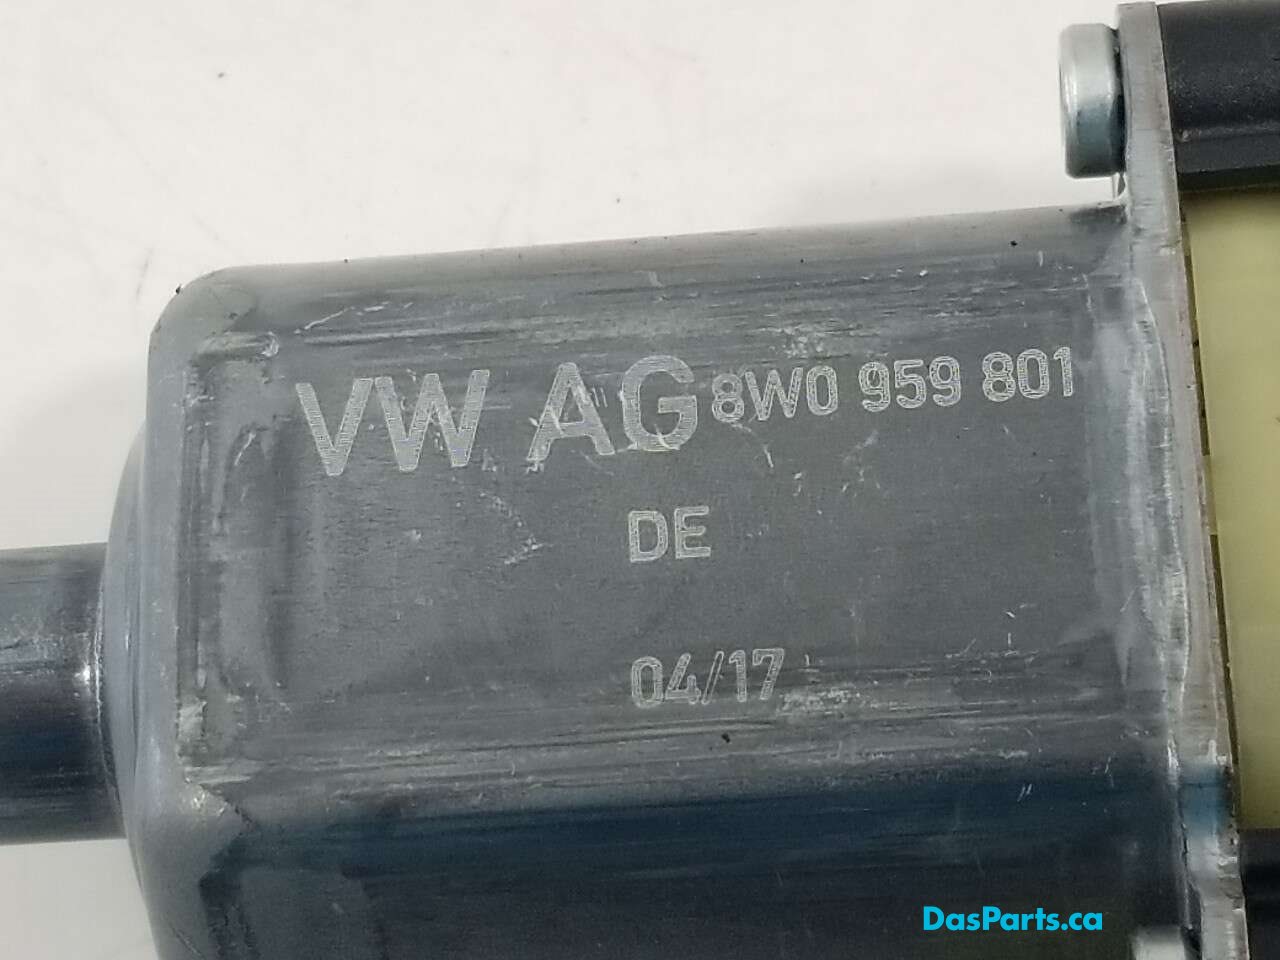 VW AG 8W0 959 801
DE
04/17
DasParts.ca